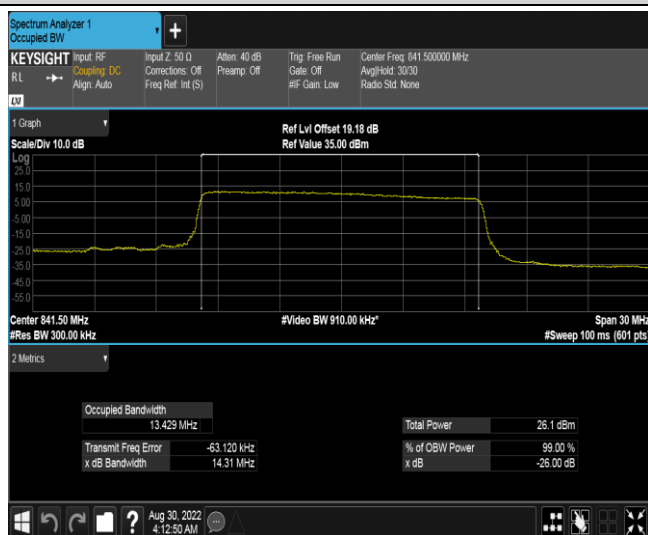 Spectrum Analyzer 1
Occupied BW
+
KEYSIGHT
Input: RF
Input Z: 50 Ω
Atten: 40 dB
Trig: Free Run
Center Freq: 841.500000 MHz
R L
Coupling: DC
Corrections: Off
Preamp: Off
Gate: Off
Avg|Hold: 30/30
Align: Auto
Freq Ref: Int (S)
#IF Gain: Low
Radio Std: None
LXI
1 Graph
Ref Lvl Offset 19.18 dB
Scale/Div 10.0 dB
Ref Value 35.00 dBm
Log
25.0
15.0
5.00
-5.00
-15.0
-25.0
-35.0
-45.0
-55.0
Center 841.50 MHz
#Video BW 910.00 kHz*
Span 30 MHz
#Res BW 300.00 kHz
#Sweep 100 ms (601 pts)
2 Metrics
Occupied Bandwidth
13.429 MHz
Total Power 26.1 dBm
Transmit Freq Error -63.120 kHz
% of OBW Power 99.00 %
x dB Bandwidth 14.31 MHz
x dB -26.00 dB
?
Aug 30, 2022
4:12:50 AM